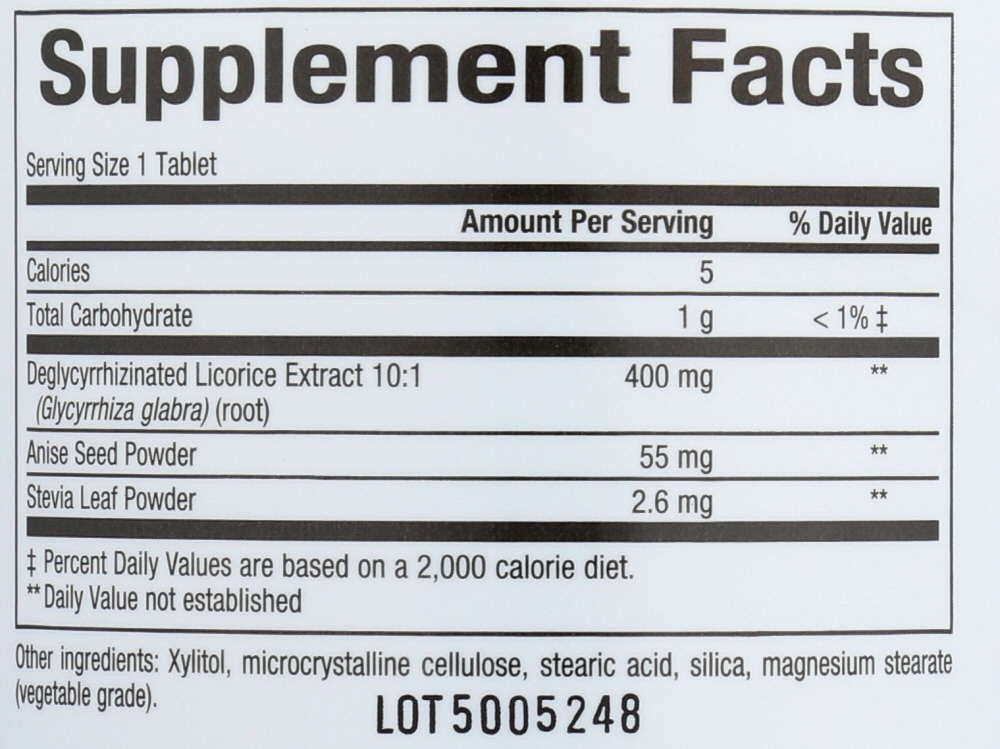 Supplement Facts
Serving Size 1 Tablet
Amount Per Serving % Daily Value
Calories 5
Total Carbohydrate 1 g < 1% ‡
Deglycyrrhizinated Licorice Extract 10:1 400 mg **
(Glycyrrhiza glabra) (root)
Anise Seed Powder 55 mg **
Stevia Leaf Powder 2.6 mg **
‡ Percent Daily Values are based on a 2,000 calorie diet.
** Daily Value not established
Other ingredients: Xylitol, microcrystalline cellulose, stearic acid, silica, magnesium stearate
(vegetable grade).
LOT5005248